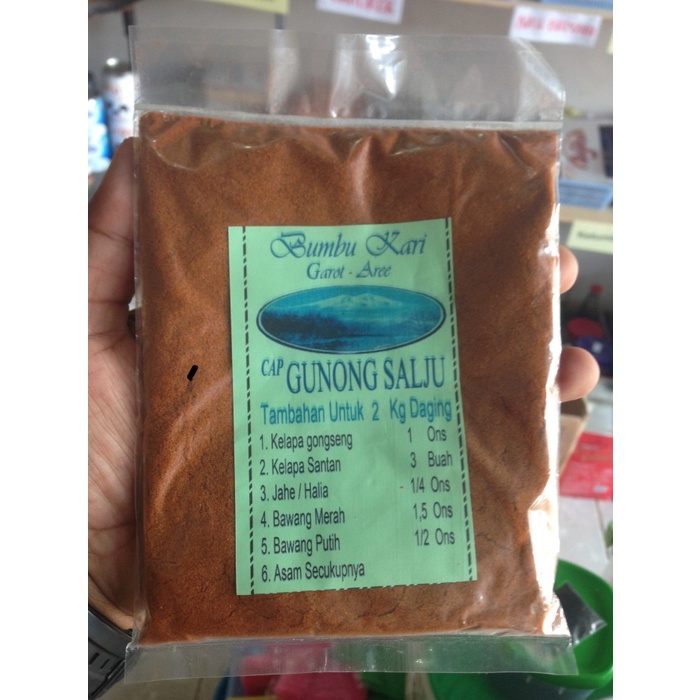 Bumbu Kari
Garot - Aree
CAP GUNONG SALJU
Tambahan Untuk 2 Kg Daging
1. Kelapa gongseng 1 Ons
2. Kelapa Santan 3 Buah
3. Jahe / Halia 1/4 Ons
4. Bawang Merah 1,5 Ons
5. Bawang Putih 1/2 Ons
6. Asam Secukupnya